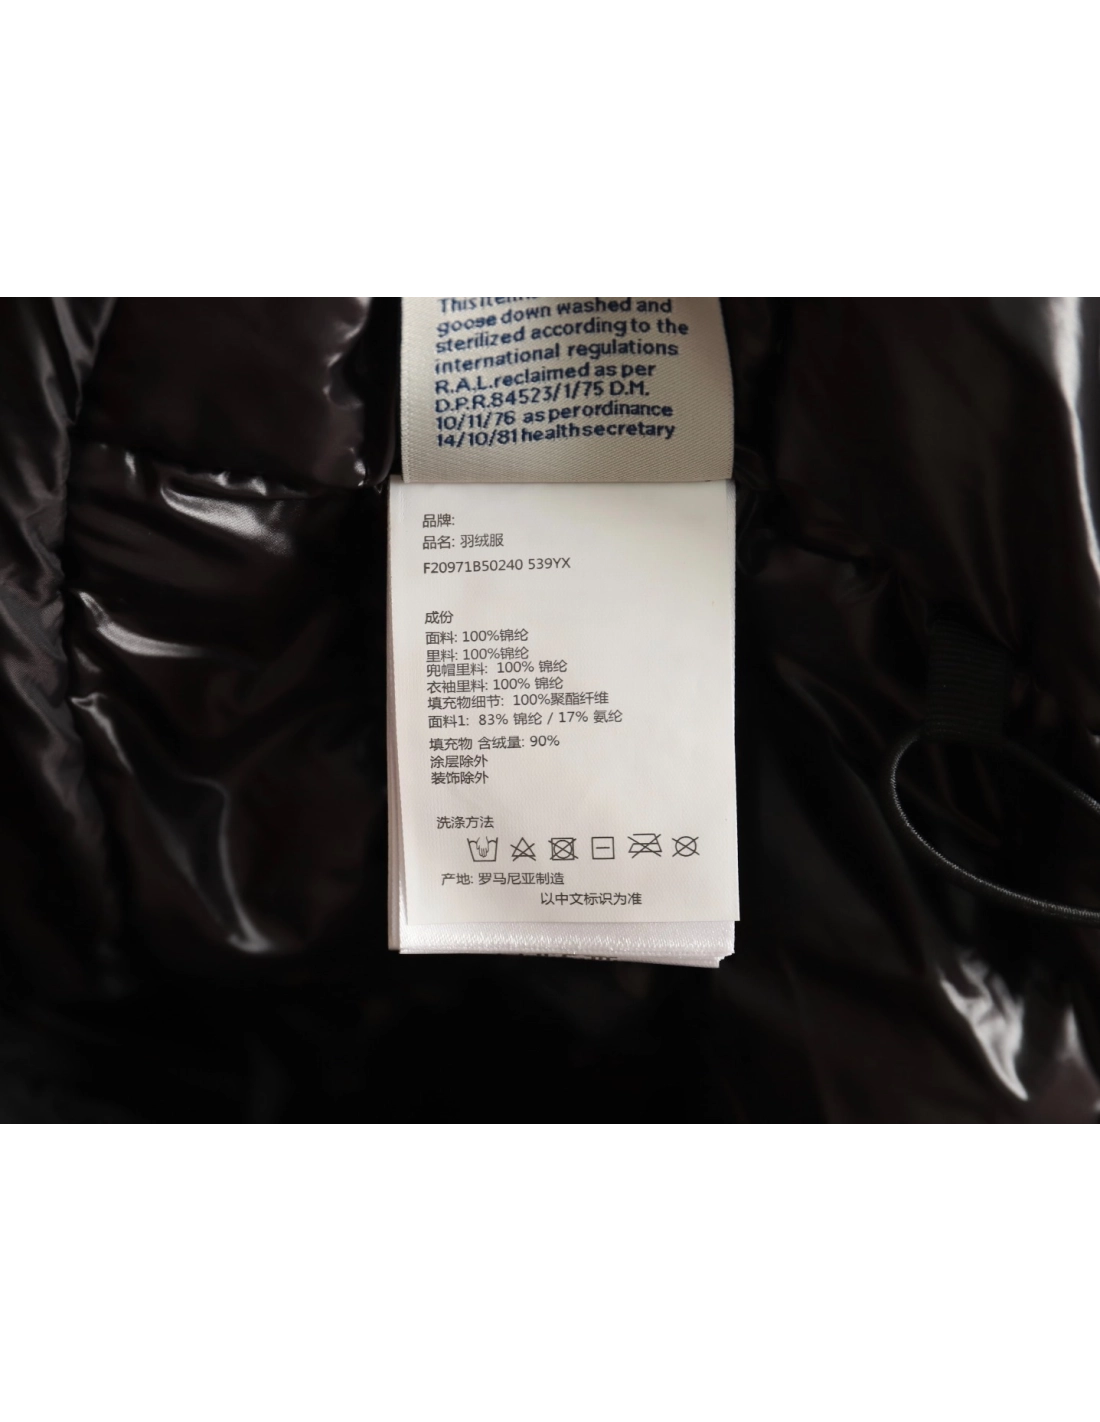 This item
goose down washed and
sterilized according to the
international regulations
R.A.L.reclaimed as per
D.P.R.84523/1/75 D.M.
10/11/76 as per ordinance
14/10/81 health secretary
品牌:
品名: 羽绒服
F20971B50240 539YX
成份
面料: 100%锦纶
里料: 100%锦纶
兜帽里料: 100% 锦纶
衣袖里料: 100% 锦纶
填充物细节: 100%聚酯纤维
面料1: 83% 锦纶 / 17% 氨纶
填充物 含绒量: 90%
涂层除外
装饰除外
洗涤方法
产地: 罗马尼亚制造
以中文标识为准